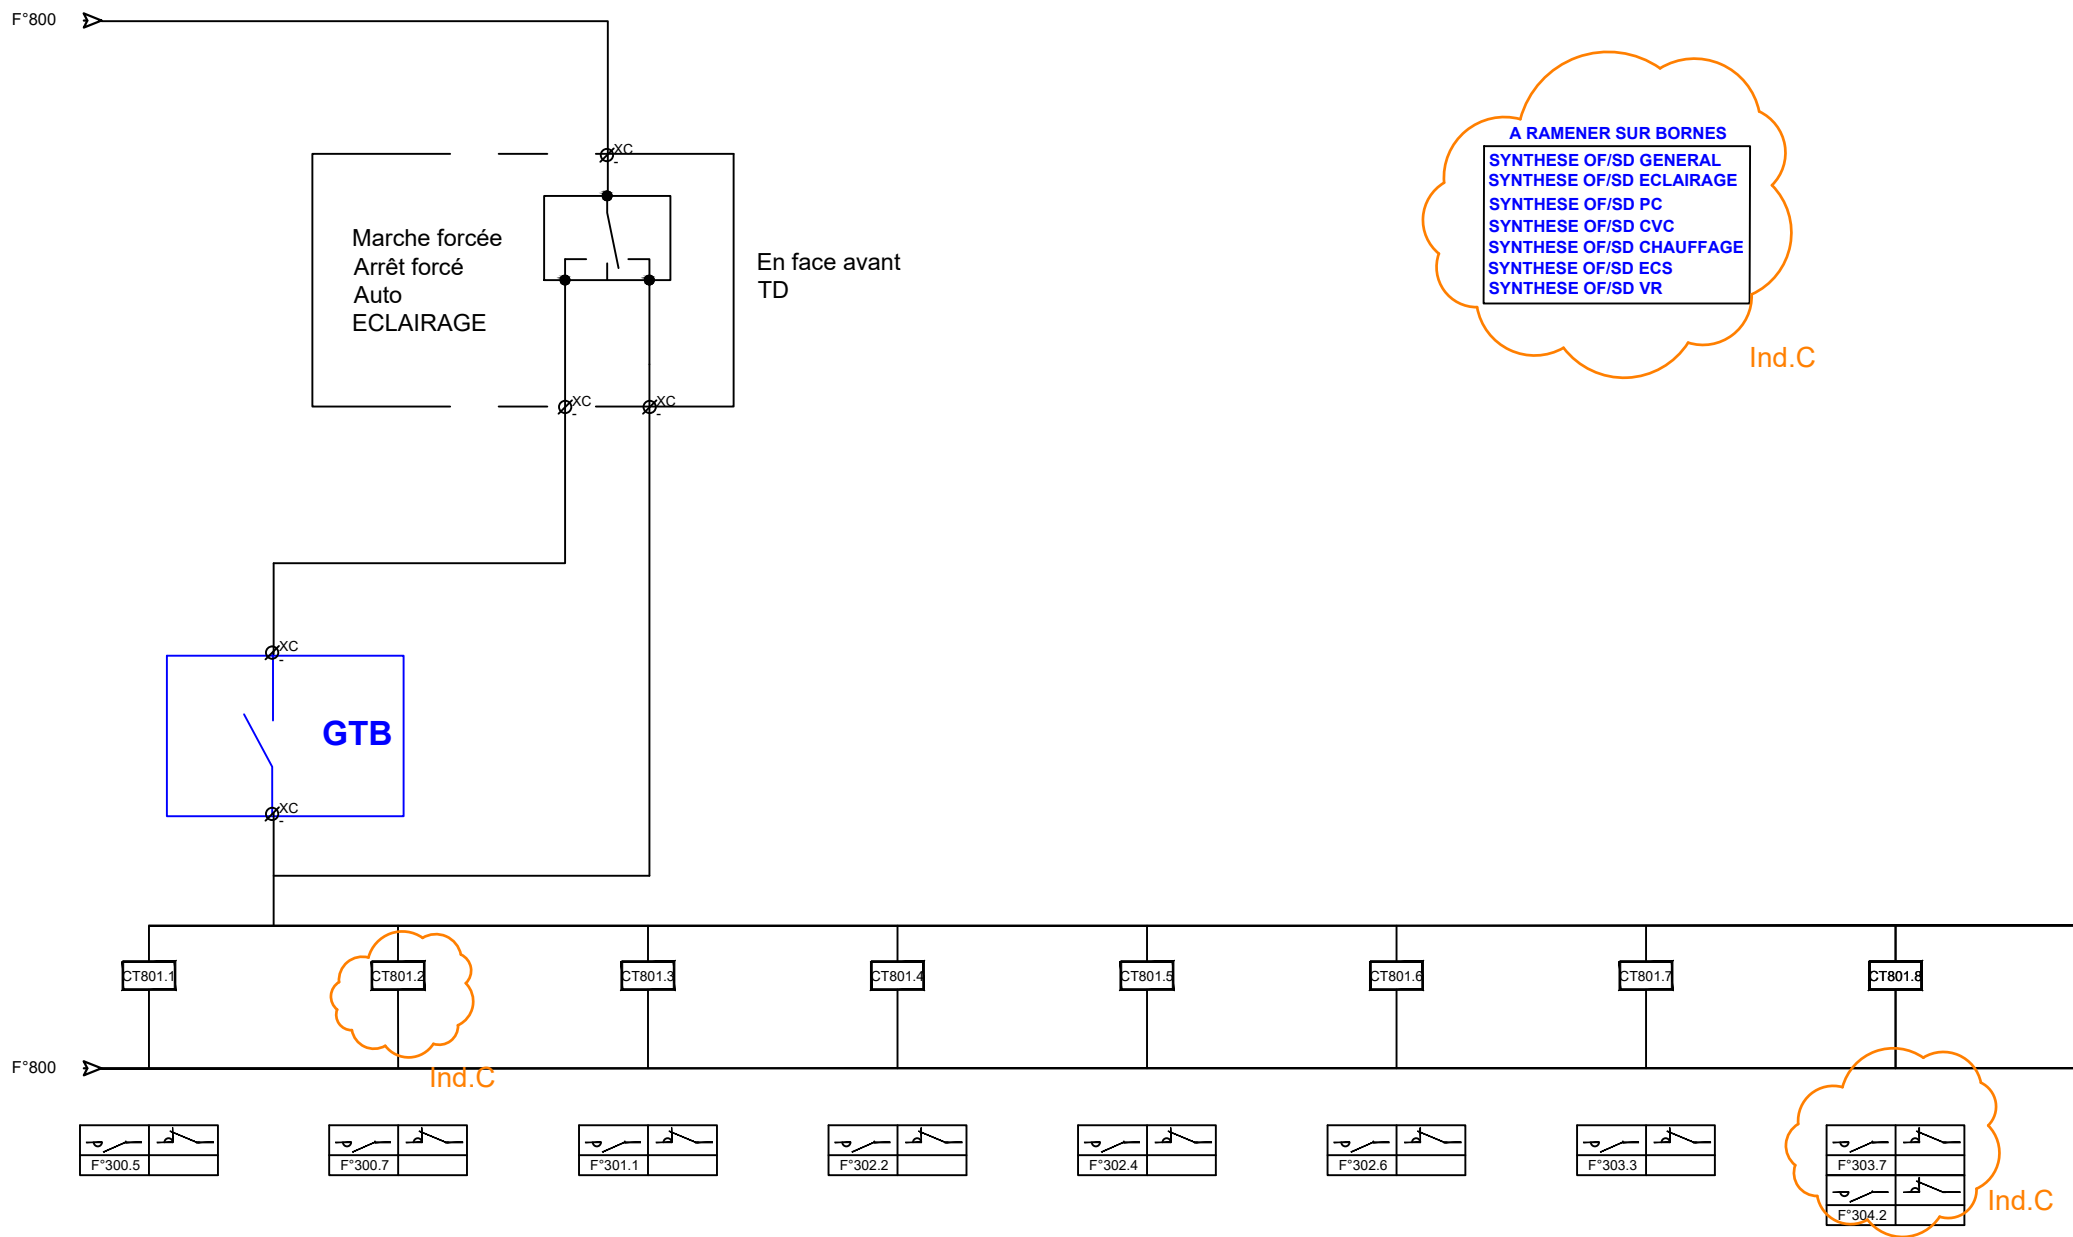 F°800
XC
-
A RAMENER SUR BORNES
SYNTHESE OF/SD GENERAL
SYNTHESE OF/SD ECLAIRAGE
SYNTHESE OF/SD PC
SYNTHESE OF/SD CVC
SYNTHESE OF/SD CHAUFFAGE
SYNTHESE OF/SD ECS
SYNTHESE OF/SD VR
Ind.C
Marche forcée
Arrêt forcé
Auto
ECLAIRAGE
En face avant
TD
XC
-
XC
-
XC
-
GTB
XC
-
CT801.1
CT801.2
CT801.3
CT801.4
CT801.5
CT801.6
CT801.7
CT801.8
F°800
Ind.C
F°300.5
F°300.7
F°301.1
F°302.2
F°302.4
F°302.6
F°303.3
F°303.7
F°304.2
Ind.C